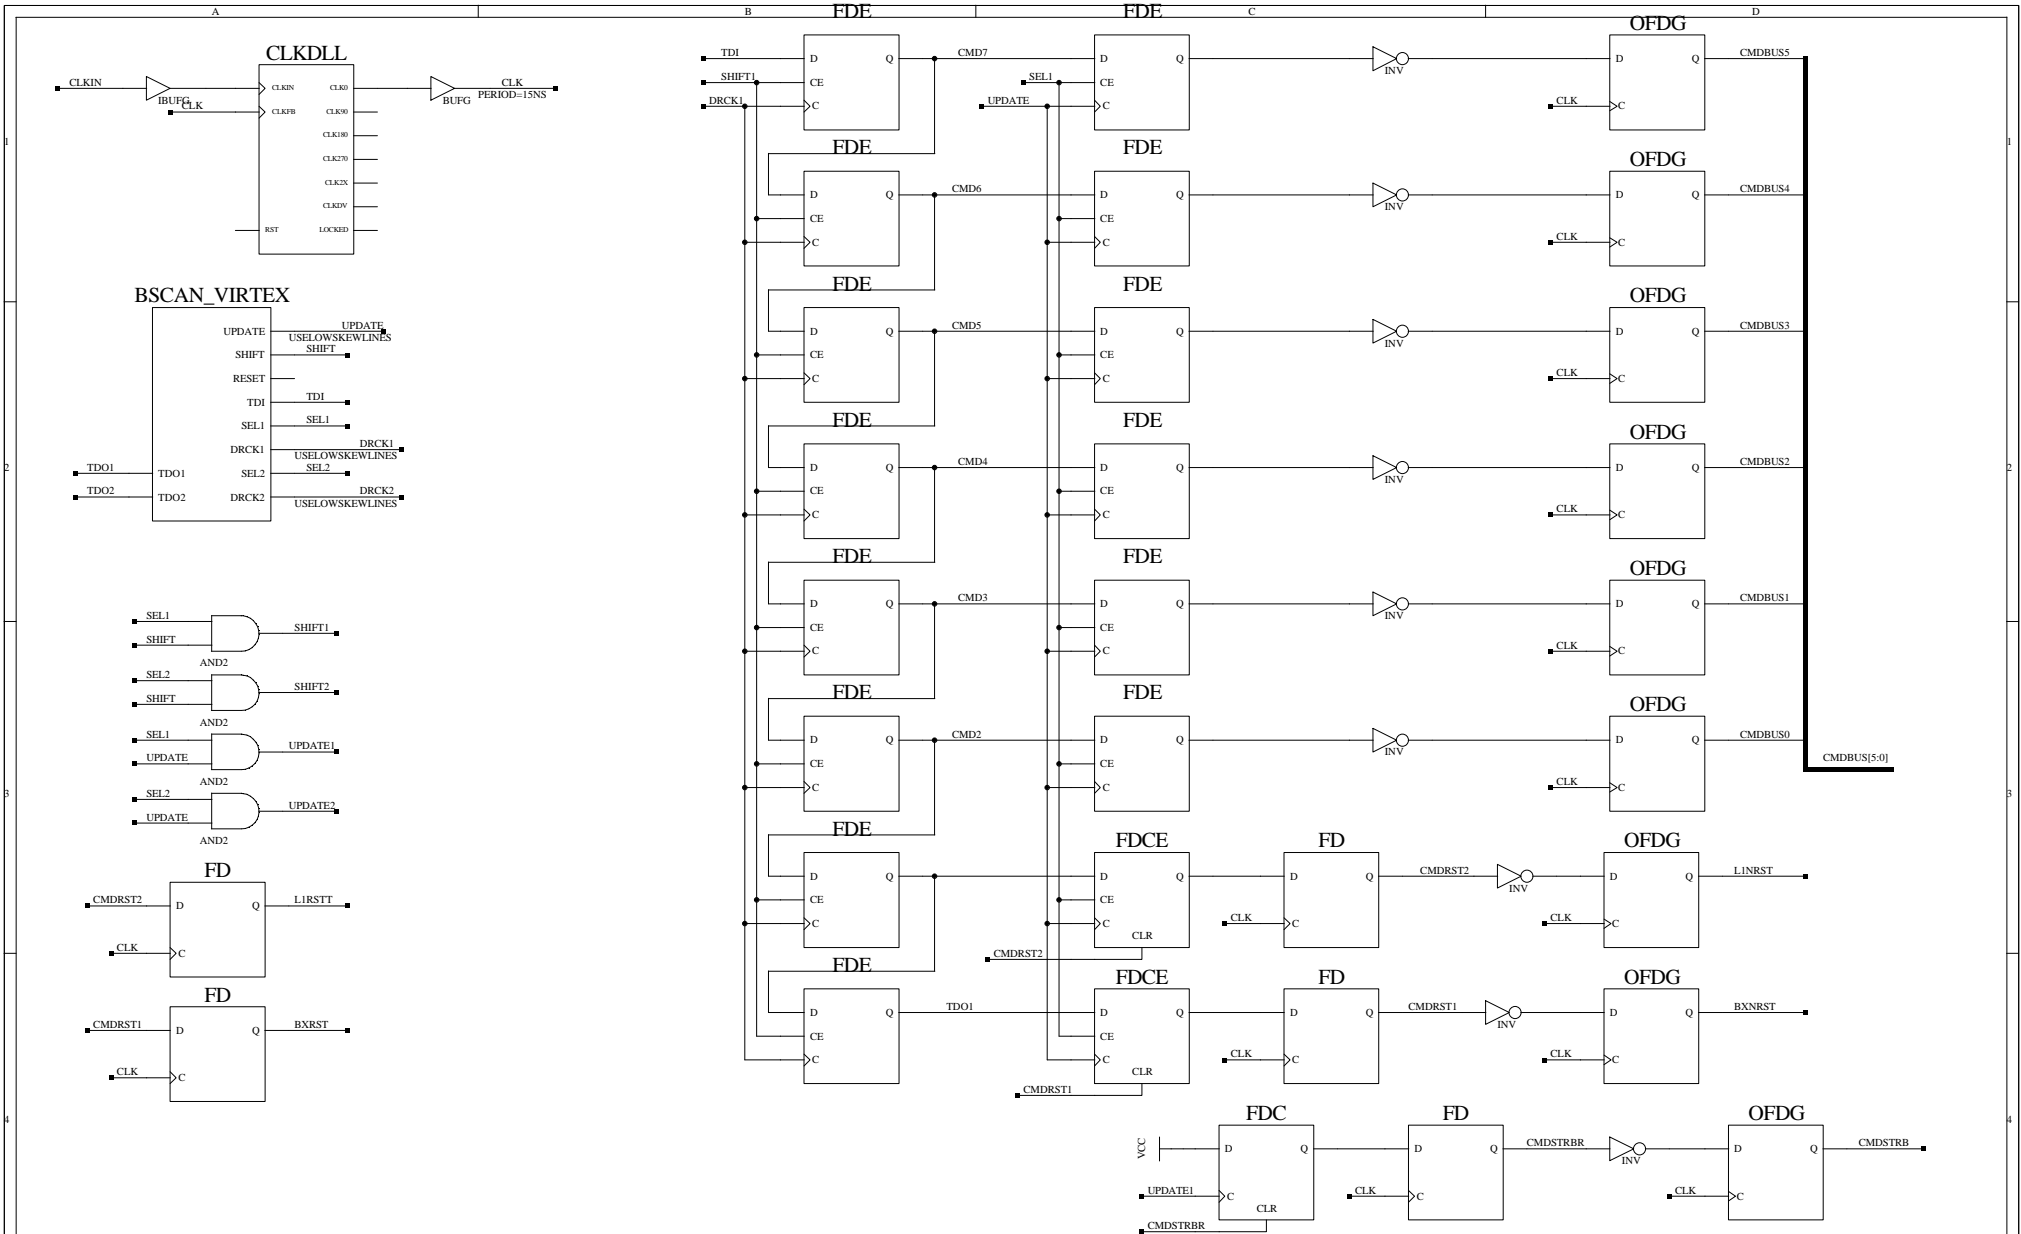 A B C D
CLKDLL
CLKIN IBUFG CLKIN CLK0 BUFG CLK
PERIOD=15NS
CLK CLKFB CLK90
CLK180
CLK270
CLK2X
CLKDV
RST LOCKED
BSCAN_VIRTEX
UPDATE UPDATE
USELOWSKEWLINES
SHIFT SHIFT
RESET
TDI TDI
SEL1 SEL1
DRCK1 DRCK1
USELOWSKEWLINES
TDO1 TDO1 SEL2 SEL2
TDO2 TDO2 DRCK2 DRCK2
USELOWSKEWLINES
SEL1
SHIFT SHIFT1
AND2
SEL2
SHIFT SHIFT2
AND2
SEL1
UPDATE UPDATE1
AND2
SEL2
UPDATE UPDATE2
AND2
FD
CMDRST2 D Q L1RSTT
CLK C
FD
CMDRST1 D Q BXRST
CLK C
FDE FDE OFDG
TDI D Q CMD7 D Q INV D Q CMDBUS5
SHIFT1 CE SEL1 CE
DRCK1 C UPDATE C CLK C
FDE FDE OFDG
D Q CMD6 D Q INV D Q CMDBUS4
CE CE
C C CLK C
FDE FDE OFDG
D Q CMD5 D Q INV D Q CMDBUS3
CE CE
C C CLK C
FDE FDE OFDG
D Q CMD4 D Q INV D Q CMDBUS2
CE CE
C C CLK C
FDE FDE OFDG
D Q CMD3 D Q INV D Q CMDBUS1
CE CE
C C CLK C
FDE FDE OFDG
D Q CMD2 D Q INV D Q CMDBUS0
CMDBUS[5:0]
CE CE
C C CLK C
FDE FDCE FD OFDG
D Q D Q D Q CMDRST2 INV D Q L1NRST
CE CE
C C CLK C CLK C
CLR
CMDRST2
FDE FDCE FD OFDG
D Q TDO1 D Q D Q CMDRST1 INV D Q BXNRST
CE CE
C C CLK C CLK C
CLR
CMDRST1
FDC FD OFDG
VCC D Q D Q CMDSTRBR INV D Q CMDSTRB
UPDATE1 C CLK C CLK C
CLR
CMDSTRBR
1 1
2 2
3 3
4 4